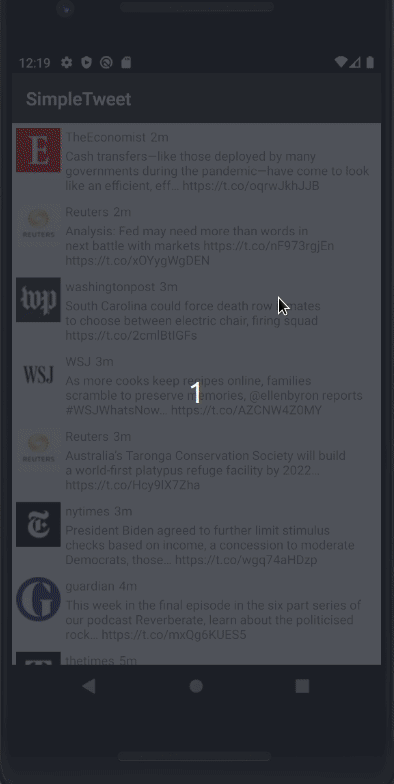 12:19
SimpleTweet
E
TheEconomist 2m
Cash transfers—like those deployed by many
governments during the pandemic—have come to look
like an efficient, eff… https://t.co/oqrwJkhJJB
REUTERS
Reuters 2m
Analysis: Fed may need more than words in
next battle with markets https://t.co/nF973rgjEn
https://t.co/xOYygWgDEN
wp
washingtonpost 3m
South Carolina could force death row
to choose between electric chair, firing squad
https://t.co/2cmlBtIGFs
WSJ
WSJ 3m
As more cooks keep recipes online, families
scramble to preserve memories, @ellenbyron reports
#WSJWhatsNow… https://t.co/AZCNW4Z0MY
1
REUTERS
Reuters 3m
Australia's Taronga Conservation Society will build
a world-first platypus refuge facility by 2022…
https://t.co/Hcy9lX7Zha
T
nytimes 3m
President Biden agreed to further limit stimulus
checks based on income, a concession to moderate
Democrats, those… https://t.co/wgq74aHDzp
G
guardian 4m
This week in the final episode in the six part series of
our podcast Reverberate, learn about the politicised
rock… https://t.co/mxQg6KUES5
thetimes 5m